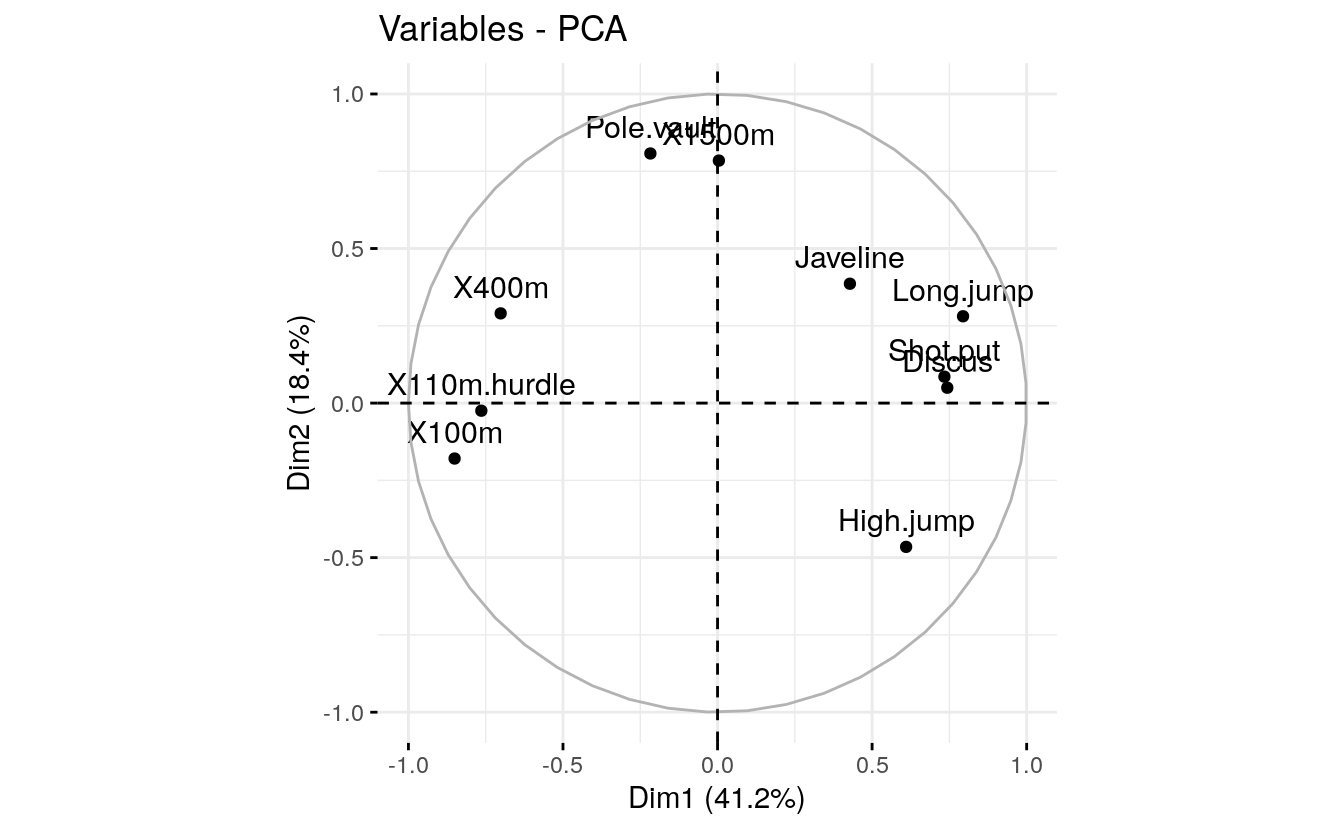 Variables - PCA
1.0
0.5
0.0
-0.5
-1.0
Dim2 (18.4%)
Pole.vault
X1500m
Javeline
X400m
Long.jump
Shot.put
Discus
X110m.hurdle
X100m
High.jump
-1.0 -0.5 0.0 0.5 1.0
Dim1 (41.2%)